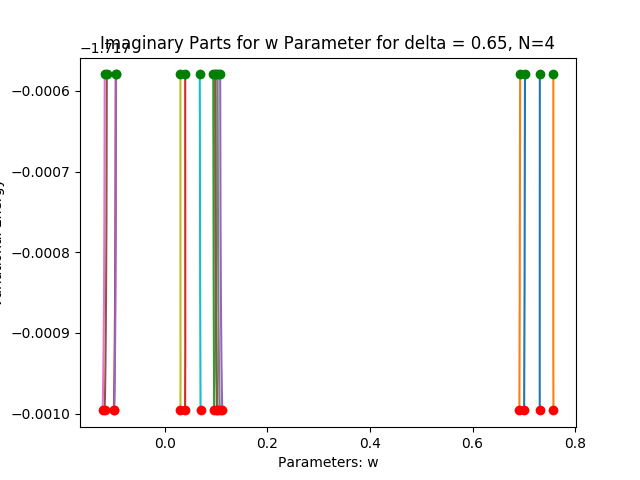 Imaginary Parts for w Parameter for delta = 0.65, N=4
−1.717
−0.0006
−0.0007
−0.0008
−0.0009
−0.0010
0.0 0.2 0.4 0.6 0.8
Parameters: w